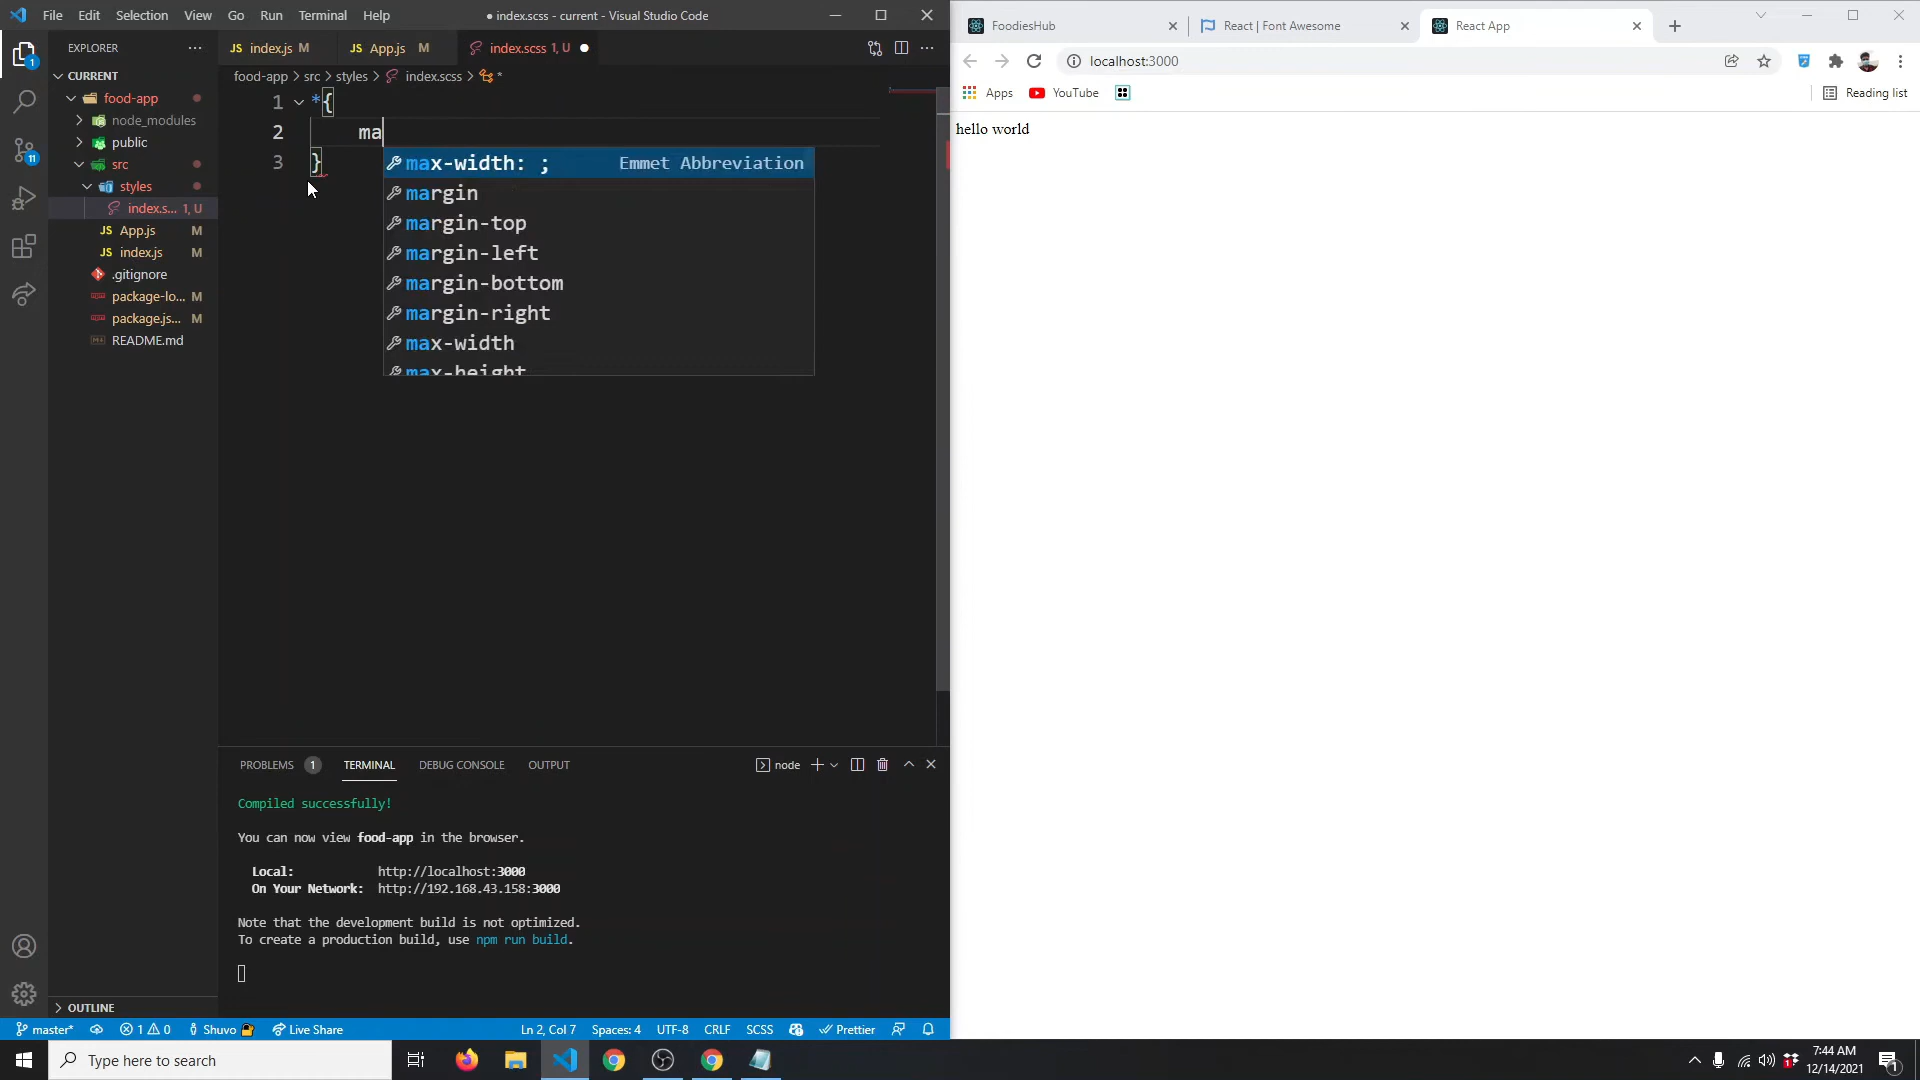 File Edit Selection View Go Run Terminal Help
● index.scss - current - Visual Studio Code
EXPLORER ···
CURRENT
food-app
node_modules
public
src
styles
index.s... 1, U
JS App.js M
JS index.js M
.gitignore
package-lo... M
package.js... M
README.md
OUTLINE
JS index.js M
JS App.js M
index.scss 1, U ●
food-app > src > styles > index.scss > *
1 *{
2 ma
3 }
max-width: ; Emmet Abbreviation
margin
margin-top
margin-left
margin-bottom
margin-right
max-width
max-height
PROBLEMS 1 TERMINAL DEBUG CONSOLE OUTPUT
node
Compiled successfully!
You can now view food-app in the browser.
Local: http://localhost:3000
On Your Network: http://192.168.43.158:3000
Note that the development build is not optimized.
To create a production build, use npm run build.
master* 1 0 Shuvo Live Share
Ln 2, Col 7 Spaces: 4 UTF-8 CRLF SCSS Prettier
FoodiesHub
React | Font Awesome
React App
localhost:3000
Apps YouTube Reading list
hello world
Type here to search
7:44 AM
12/14/2021